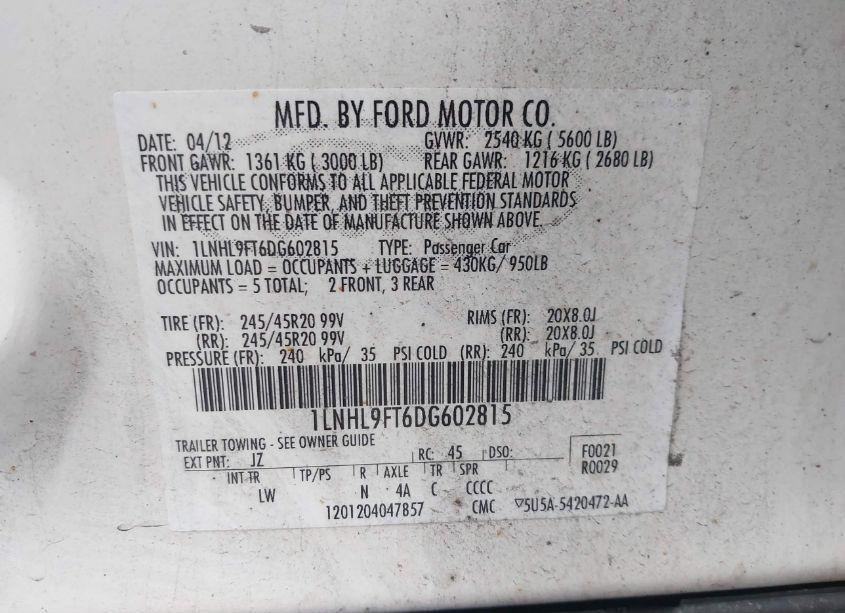 MFD. BY FORD MOTOR CO.
DATE: 04/12 GVWR: 2540 KG ( 5600 LB)
FRONT GAWR: 1361 KG ( 3000 LB) REAR GAWR: 1216 KG ( 2680 LB)
THIS VEHICLE CONFORMS TO ALL APPLICABLE FEDERAL MOTOR
VEHICLE SAFETY, BUMPER, AND THEFT PREVENTION STANDARDS
IN EFFECT ON THE DATE OF MANUFACTURE SHOWN ABOVE.
VIN: 1LNHL9FT6DG602815 TYPE: Passenger Car
MAXIMUM LOAD = OCCUPANTS + LUGGAGE = 430KG/ 950LB
OCCUPANTS = 5 TOTAL; 2 FRONT, 3 REAR
TIRE (FR): 245/45R20 99V RIMS (FR): 20X8.0J
(RR): 245/45R20 99V (RR): 20X8.0J
PRESSURE (FR): 240 kPa/ 35 PSI COLD (RR): 240 kPa/ 35 PSI COLD
1LNHL9FT6DG602815
TRAILER TOWING - SEE OWNER GUIDE
EXT PNT: JZ RC: 45 DSO: F0021
R0029
INT TR TP/PS R AXLE TR SPR
LW N 4A C CCCC
1201204047857 CMC ▽5U5A-5420472-AA